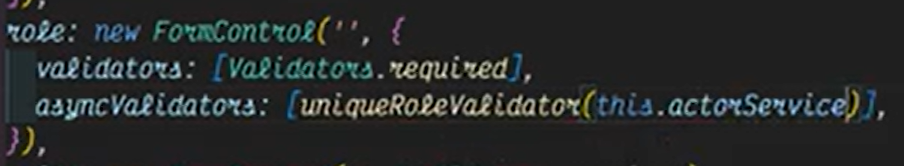 }),
role: new FormControl('', {
validators: [Validators.required],
asyncValidators: [uniqueRoleValidator(this.actorService)],
}),